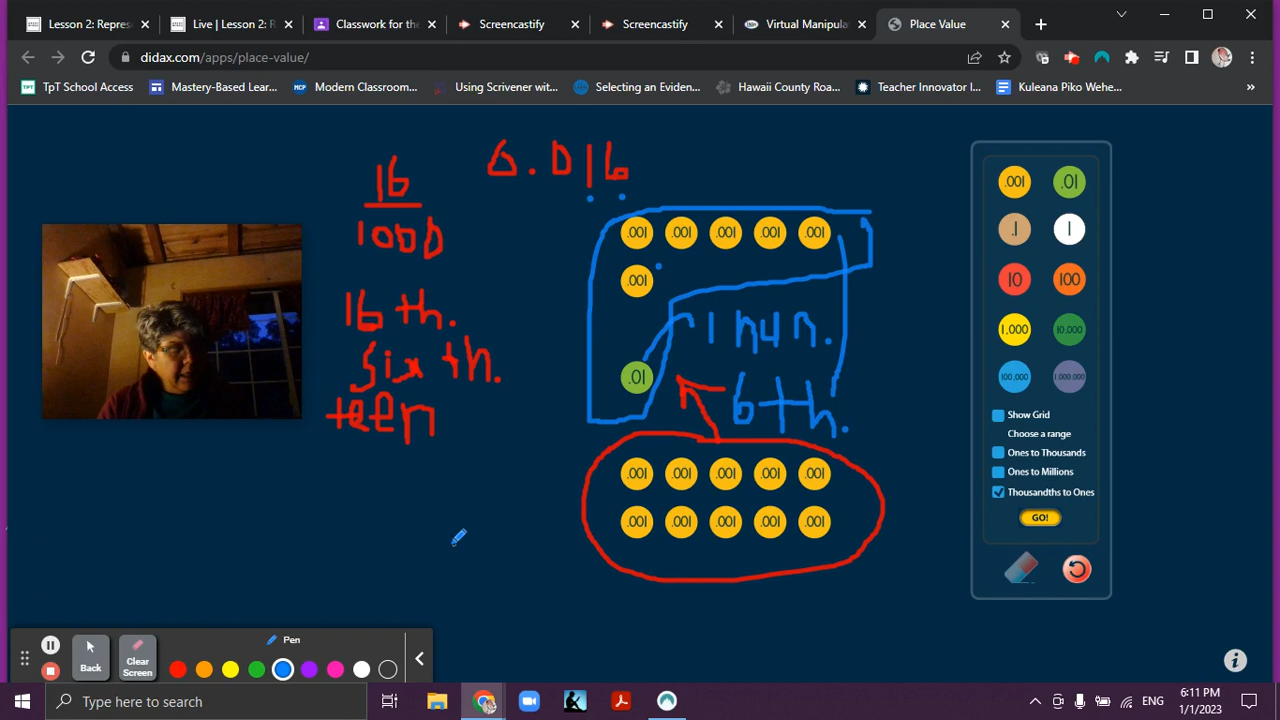 Lesson 2: Repres
Live | Lesson 2: R
Classwork for the
Screencastify
Screencastify
Virtual Manipula
Place Value
didax.com/apps/place-value/
TpT School Access
Mastery-Based Lear...
Modern Classroom...
Using Scrivener wit...
Selecting an Eviden...
Hawaii County Roa...
Teacher Innovator I...
Kuleana Piko Wehe...
»
16
1000
16 th.
six th.
teen
0.016
.001 .001 .001 .001 .001
.001
1 hun.
.01
6 th.
.001 .001 .001 .001 .001
.001 .001 .001 .001 .001
.001 .01
.1 1
10 100
1,000 10,000
100,000 1,000,000
Show Grid
Choose a range
Ones to Thousands
Ones to Millions
Thousandths to Ones
GO!
Pen
Back
Clear
Screen
Type here to search
ENG
6:11 PM
1/1/2023